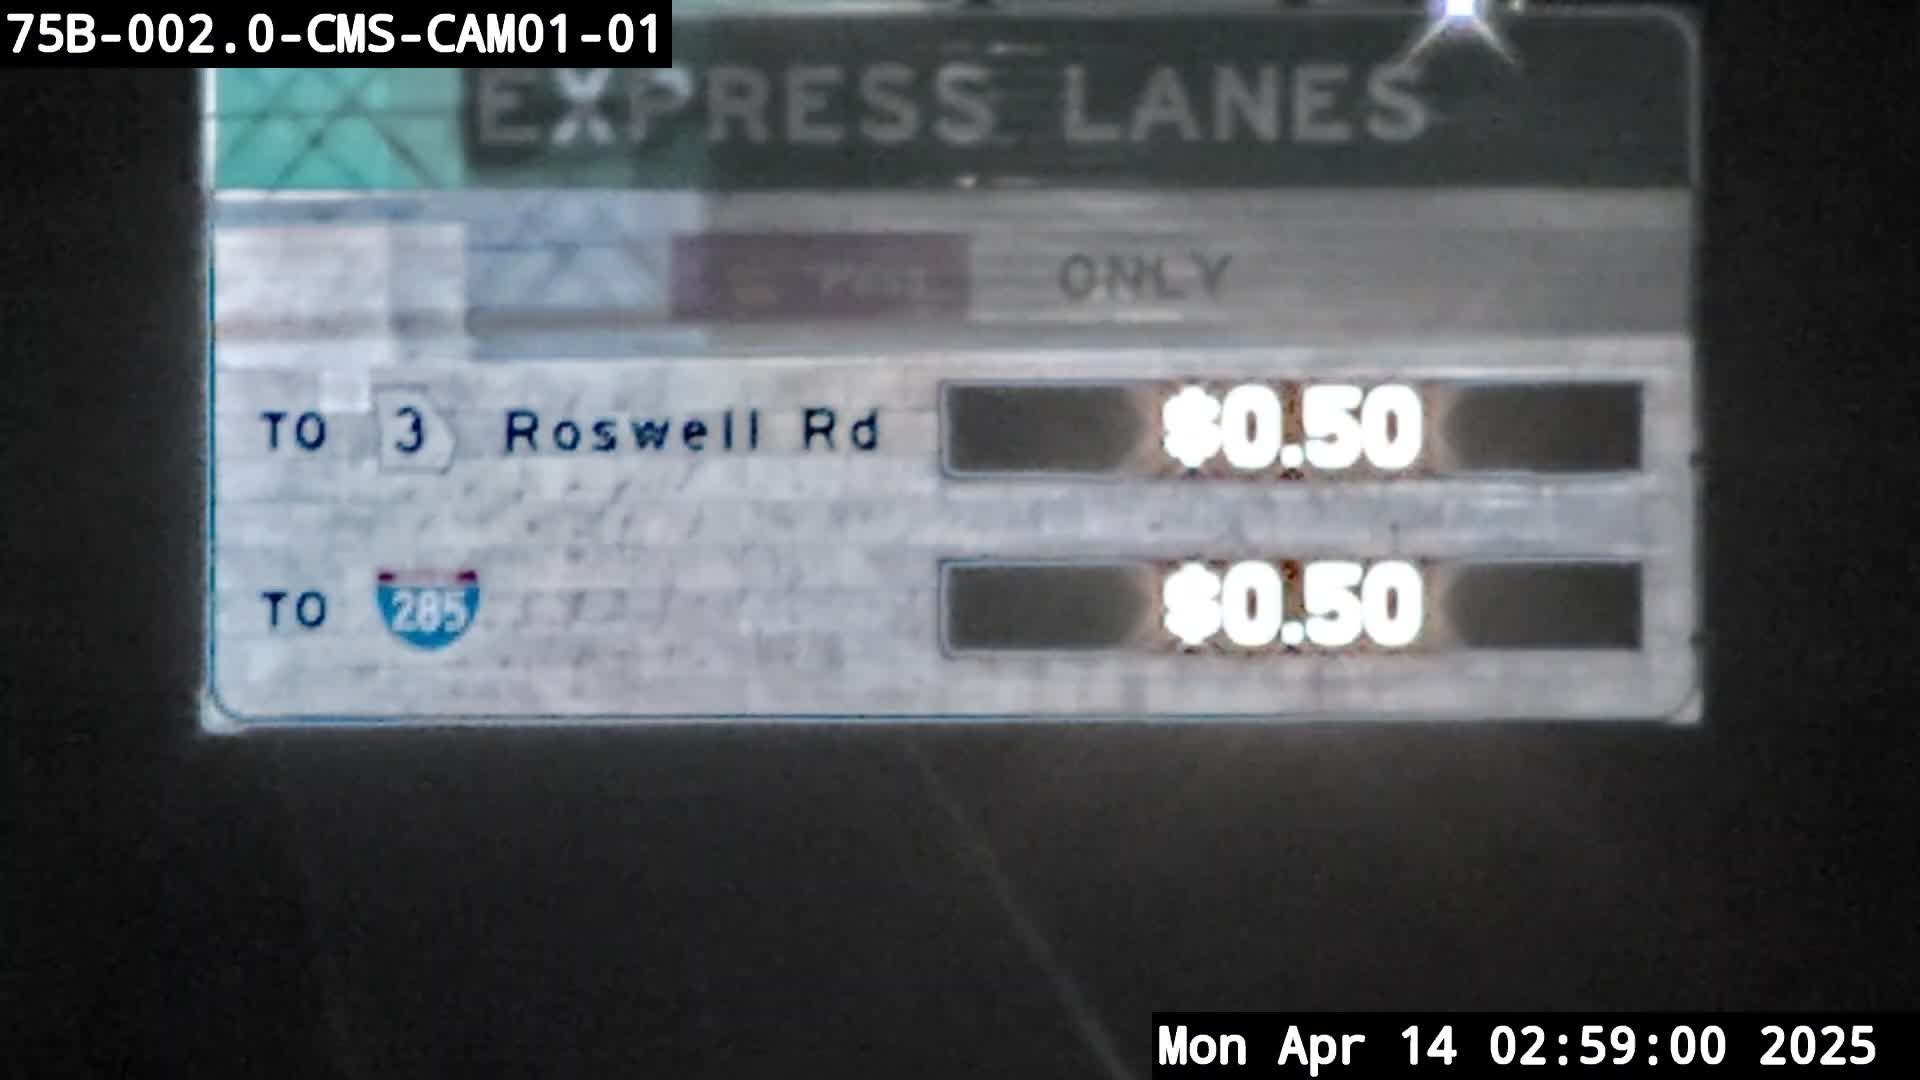 75B-002.0-CMS-CAM01-01
EXPRESS LANES
ONLY
TO 3 Roswell Rd $0.50
TO 285 $0.50
Mon Apr 14 02:59:00 2025